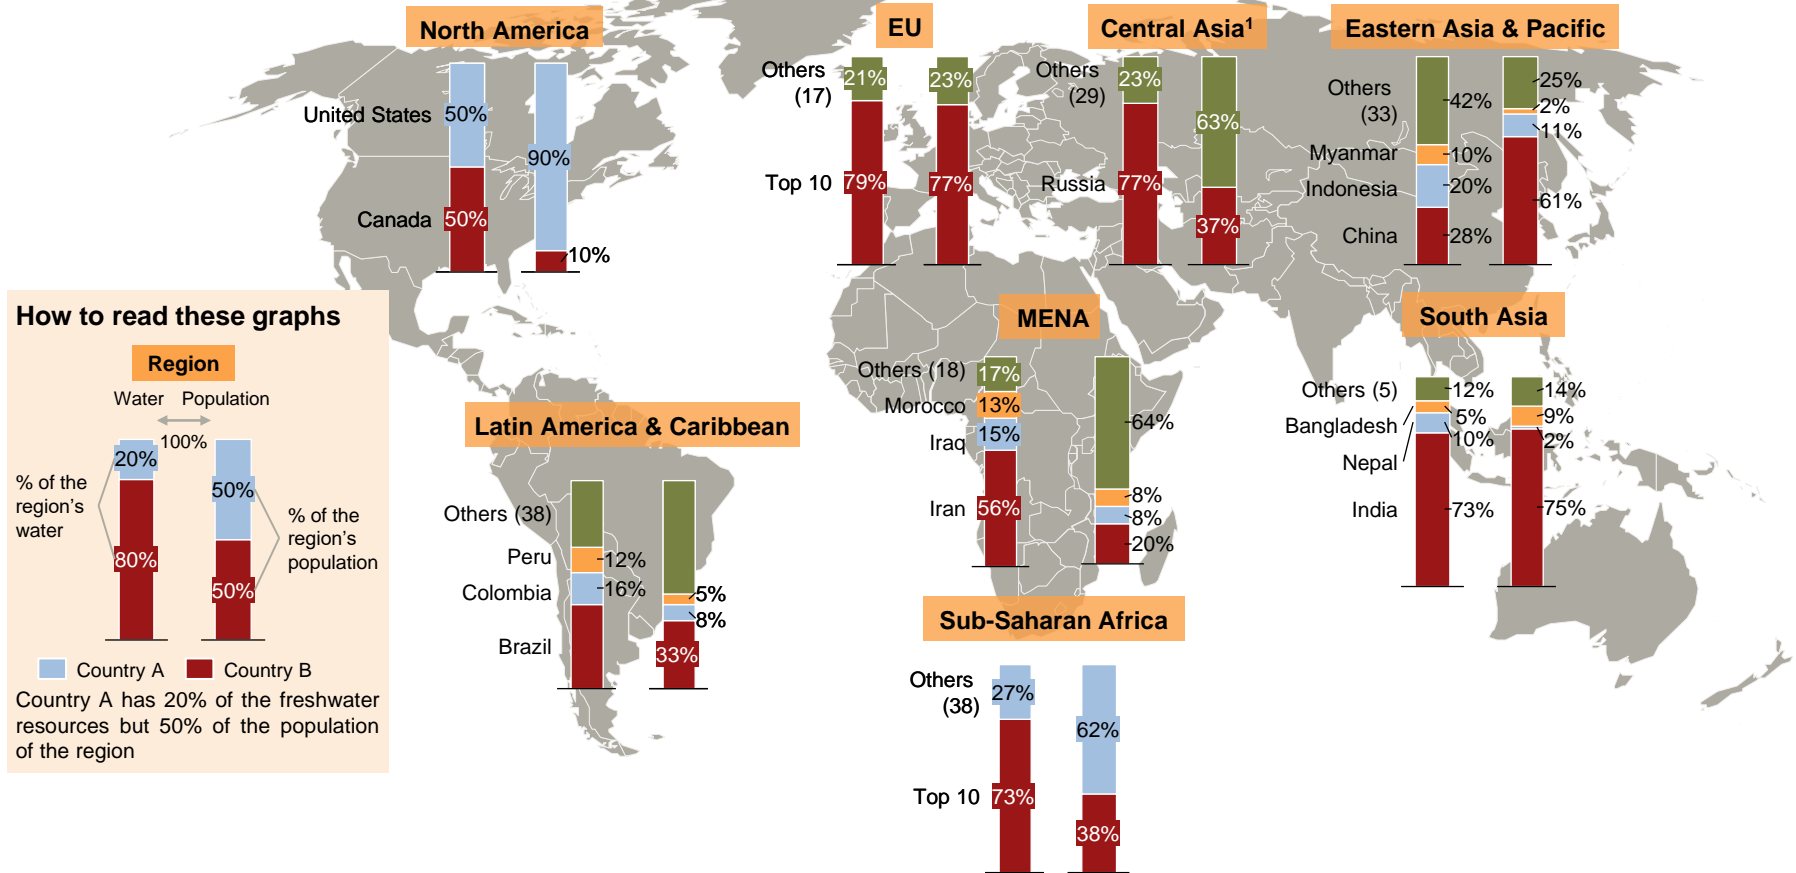 North America
United States
50%
90%
Canada
50%
10%
EU
Others
(17)
21%
23%
Top 10
79%
77%
Central Asia1
Others
(29)
23%
63%
Russia
77%
37%
Eastern Asia & Pacific
Others
(33)
42%
25%
2%
11%
Myanmar
10%
Indonesia
20%
61%
China
28%
How to read these graphs
Region
Water
Population
100%
20%
50%
% of the
region's
water
% of the
region's
population
80%
50%
Country A
Country B
Country A has 20% of the freshwater
resources but 50% of the population
of the region
Latin America & Caribbean
Others (38)
Peru
12%
Colombia
16%
5%
8%
Brazil
33%
MENA
Others (18)
17%
Morocco
13%
64%
Iraq
15%
8%
8%
Iran
56%
20%
South Asia
Others (5)
12%
14%
Bangladesh
5%
9%
Nepal
10%
2%
India
73%
75%
Sub-Saharan Africa
Others
(38)
27%
62%
Top 10
73%
38%